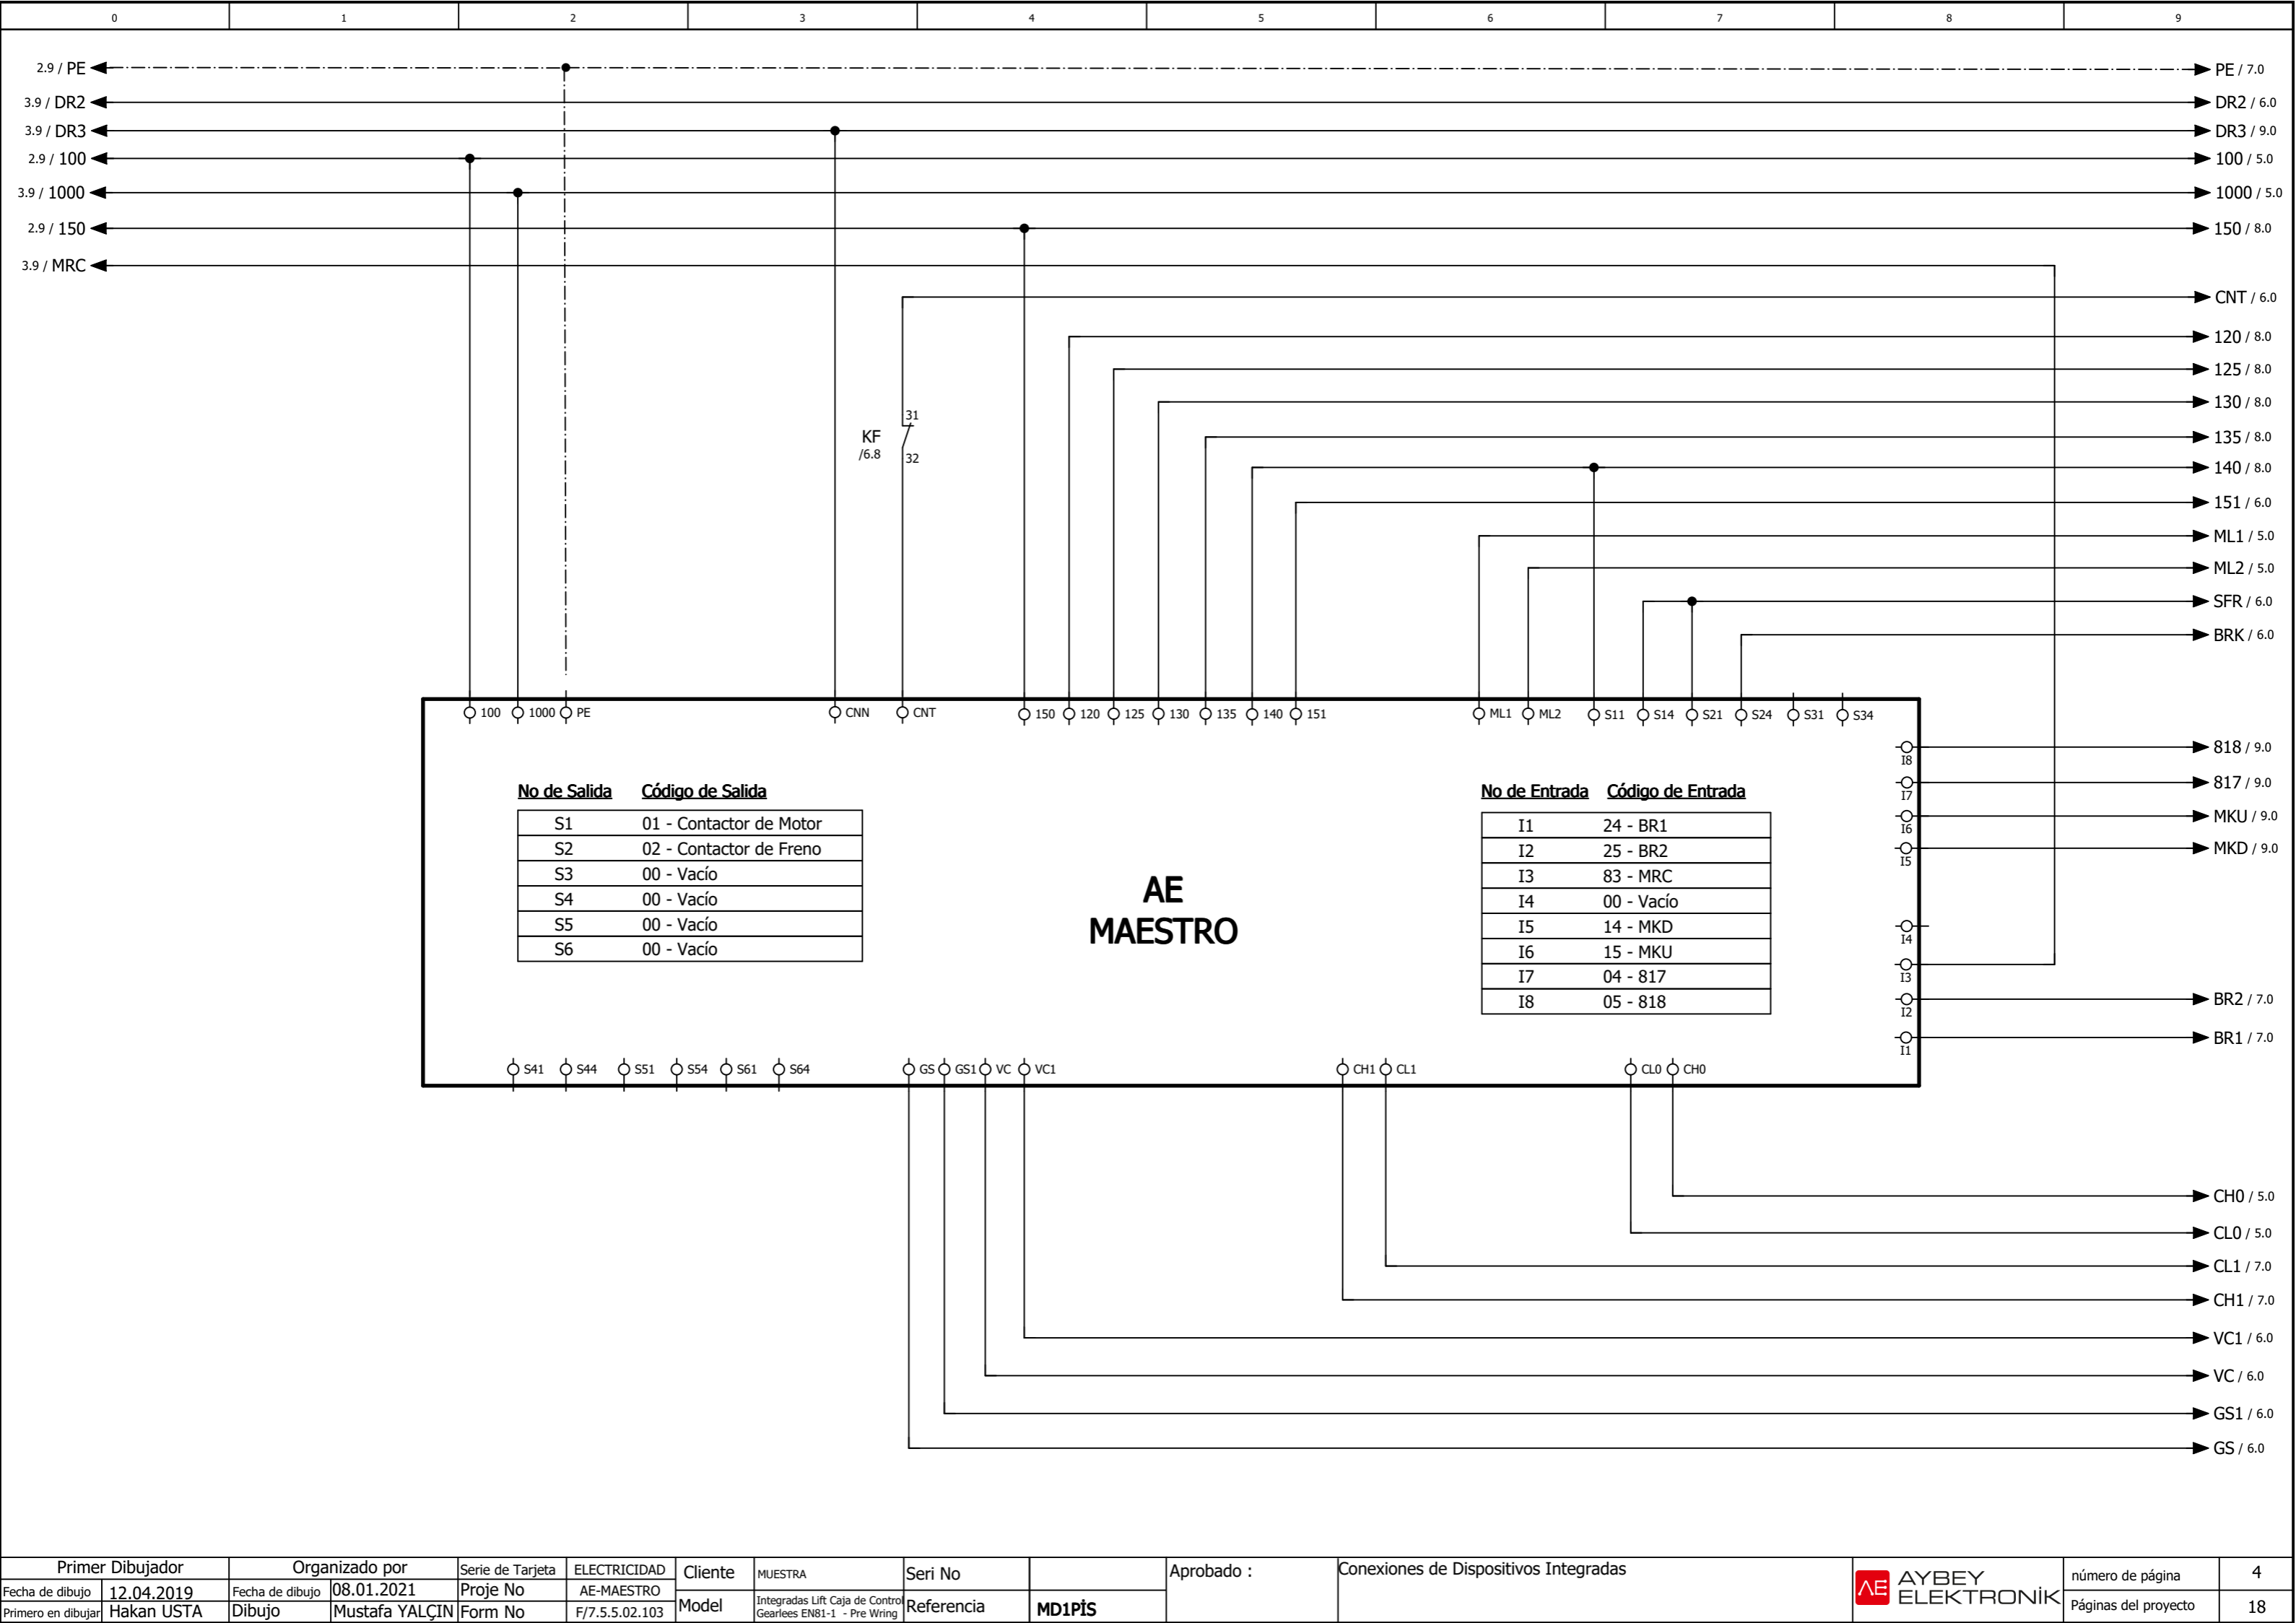 0 1 2 3 4 5 6 7 8 9
2.9 / PE PE / 7.0
3.9 / DR2 DR2 / 6.0
3.9 / DR3 DR3 / 9.0
2.9 / 100 100 / 5.0
3.9 / 1000 1000 / 5.0
2.9 / 150 150 / 8.0
3.9 / MRC
CNT / 6.0
120 / 8.0
125 / 8.0
130 / 8.0
31
KF 135 / 8.0
/6.8 32
140 / 8.0
151 / 6.0
ML1 / 5.0
ML2 / 5.0
SFR / 6.0
BRK / 6.0
100 1000 PE CNN CNT 150 120 125 130 135 140 151 ML1 ML2 S11 S14 S21 S24 S31 S34
818 / 9.0
I8
817 / 9.0
I7
MKU / 9.0
I6
MKD / 9.0
I5
I4
I3
BR2 / 7.0
I2
BR1 / 7.0
I1
No de Salida Código de Salida
S1 01 - Contactor de Motor
S2 02 - Contactor de Freno
S3 00 - Vacío
S4 00 - Vacío
S5 00 - Vacío
S6 00 - Vacío
AE
MAESTRO
No de Entrada Código de Entrada
I1 24 - BR1
I2 25 - BR2
I3 83 - MRC
I4 00 - Vacío
I5 14 - MKD
I6 15 - MKU
I7 04 - 817
I8 05 - 818
S41 S44 S51 S54 S61 S64 GS GS1 VC VC1 CH1 CL1 CL0 CH0
CH0 / 5.0
CL0 / 5.0
CL1 / 7.0
CH1 / 7.0
VC1 / 6.0
VC / 6.0
GS1 / 6.0
GS / 6.0
Primer Dibujador
Fecha de dibujo 12.04.2019
Primero en dibujar Hakan USTA
Organizado por
Fecha de dibujo 08.01.2021
Dibujo Mustafa YALÇIN
Serie de Tarjeta ELECTRICIDAD
Proje No AE-MAESTRO
Form No F/7.5.5.02.103
Cliente MUESTRA
Model Integradas Lift Caja de Control
Gearlees EN81-1 - Pre Wring
Seri No
Referencia MD1PİS
Aprobado :
Conexiones de Dispositivos Integradas
AE AYBEY
ELEKTRONİK
número de página 4
Páginas del proyecto 18